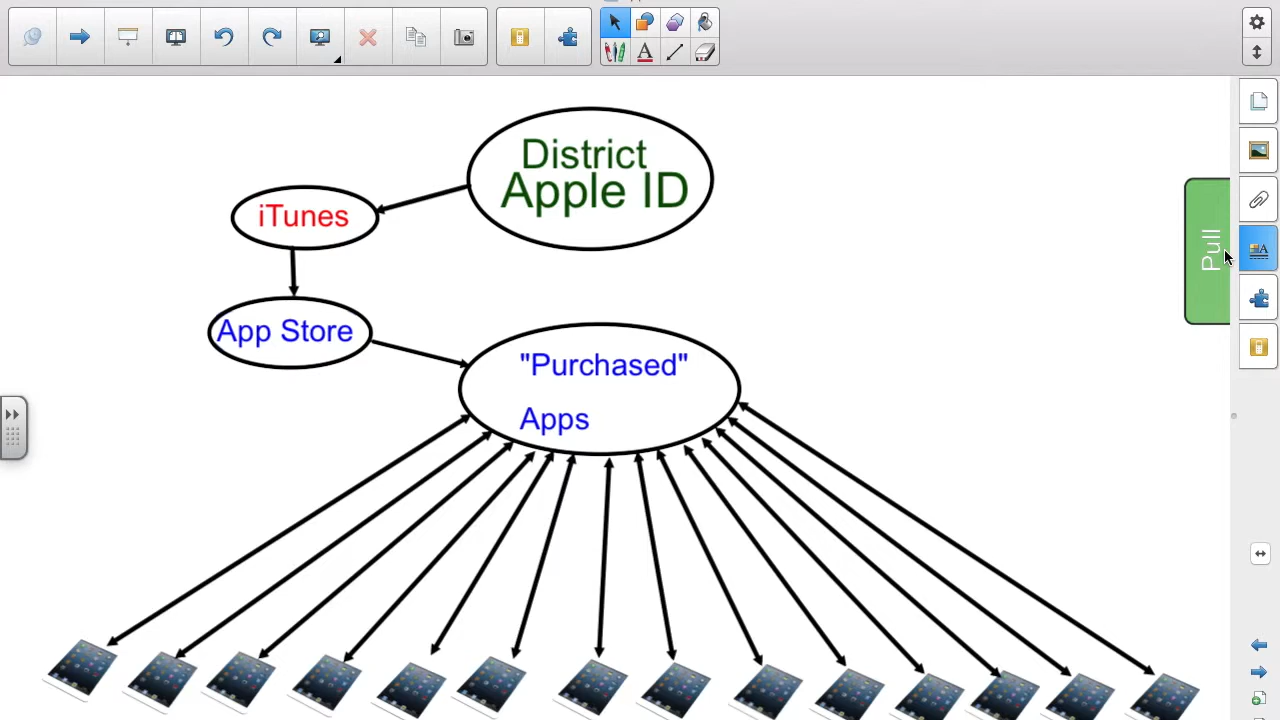 District
Apple ID
iTunes
Pull
App Store
"Purchased"
Apps